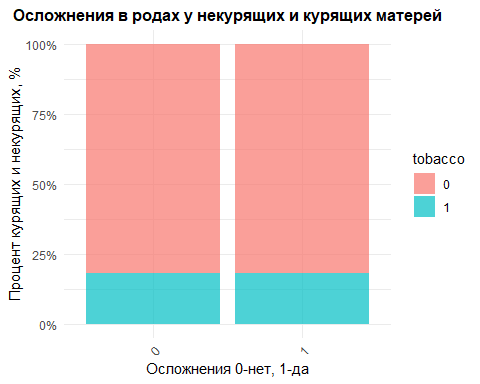 Осложнения в родах у некурящих и курящих матерей
Процент курящих и некурящих, %
100%
75%
50%
25%
0%
0
1
Осложнения 0-нет, 1-да
tobacco
0
1